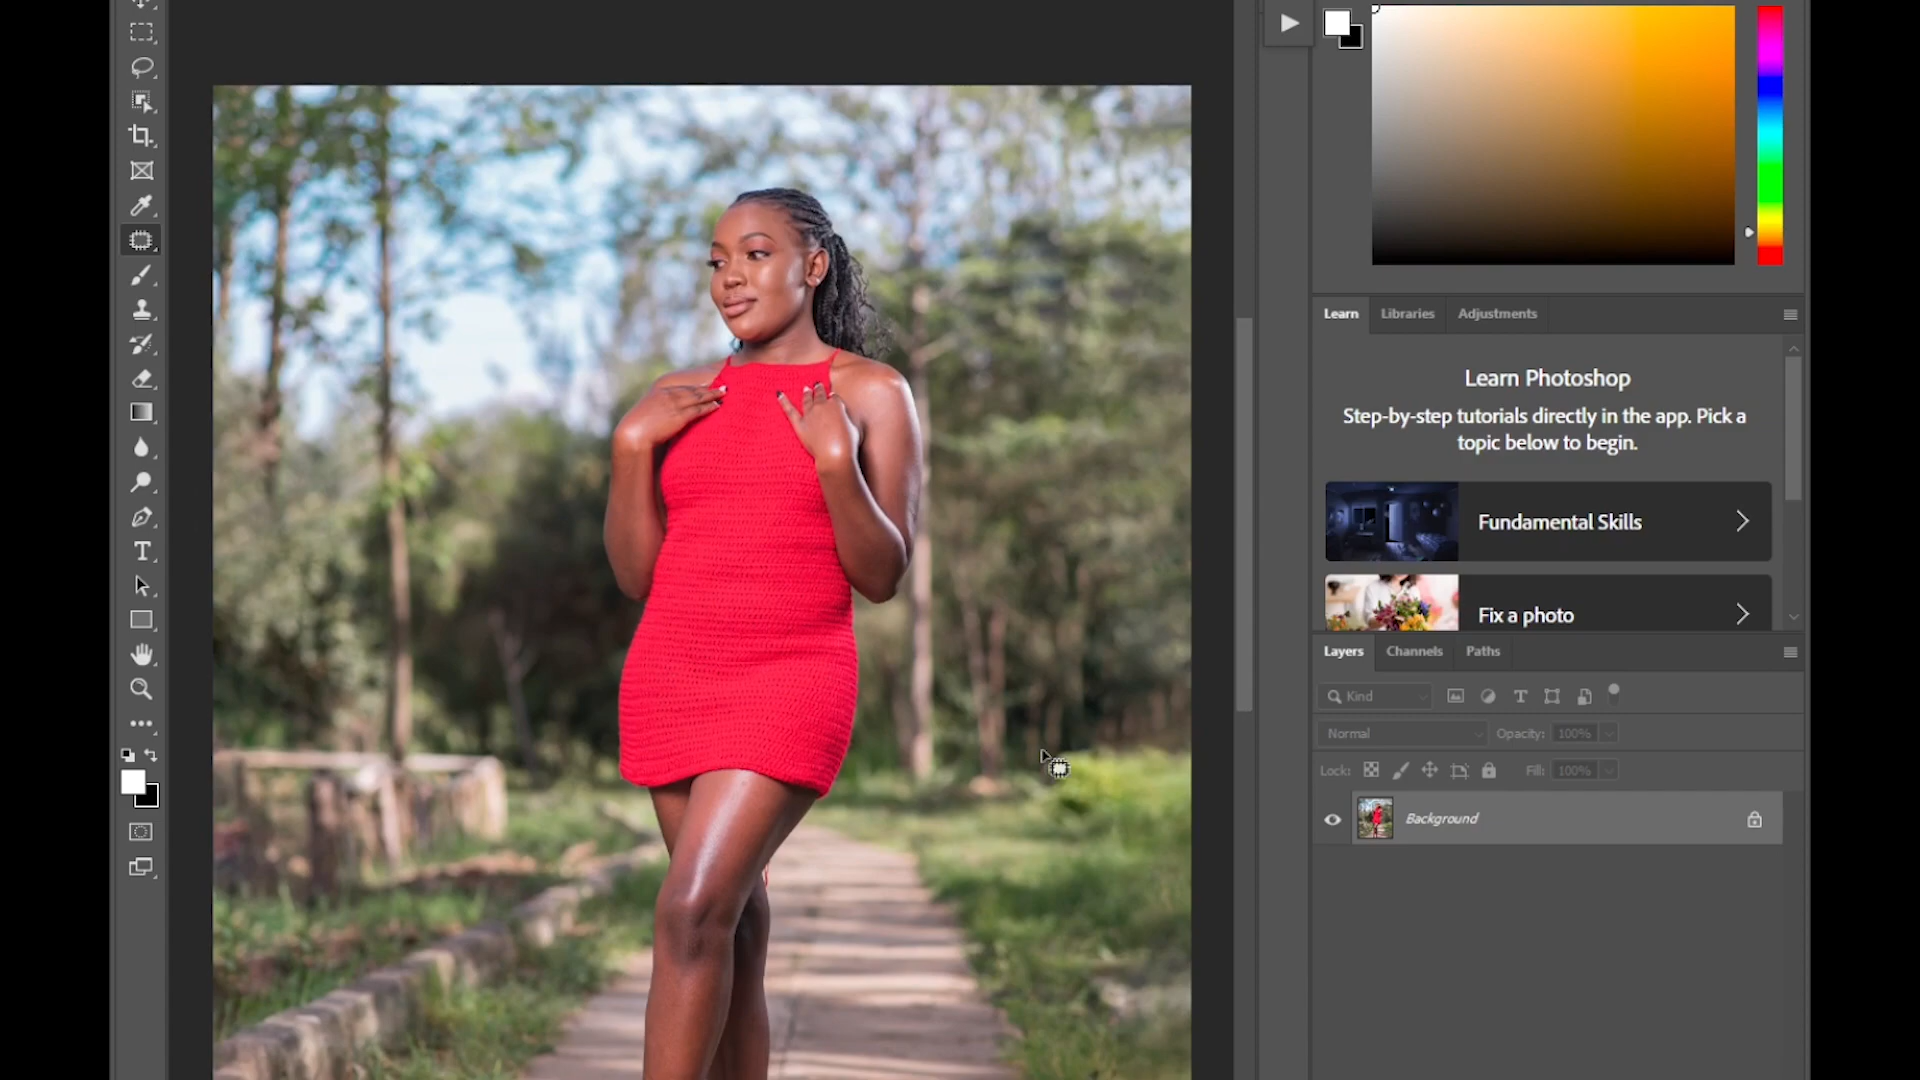 Learn Libraries Adjustments
Learn Photoshop
Step-by-step tutorials directly in the app. Pick a
topic below to begin.
Fundamental Skills
Fix a photo
Layers Channels Paths
Kind
Normal Opacity: 100%
Lock: Fill: 100%
Background